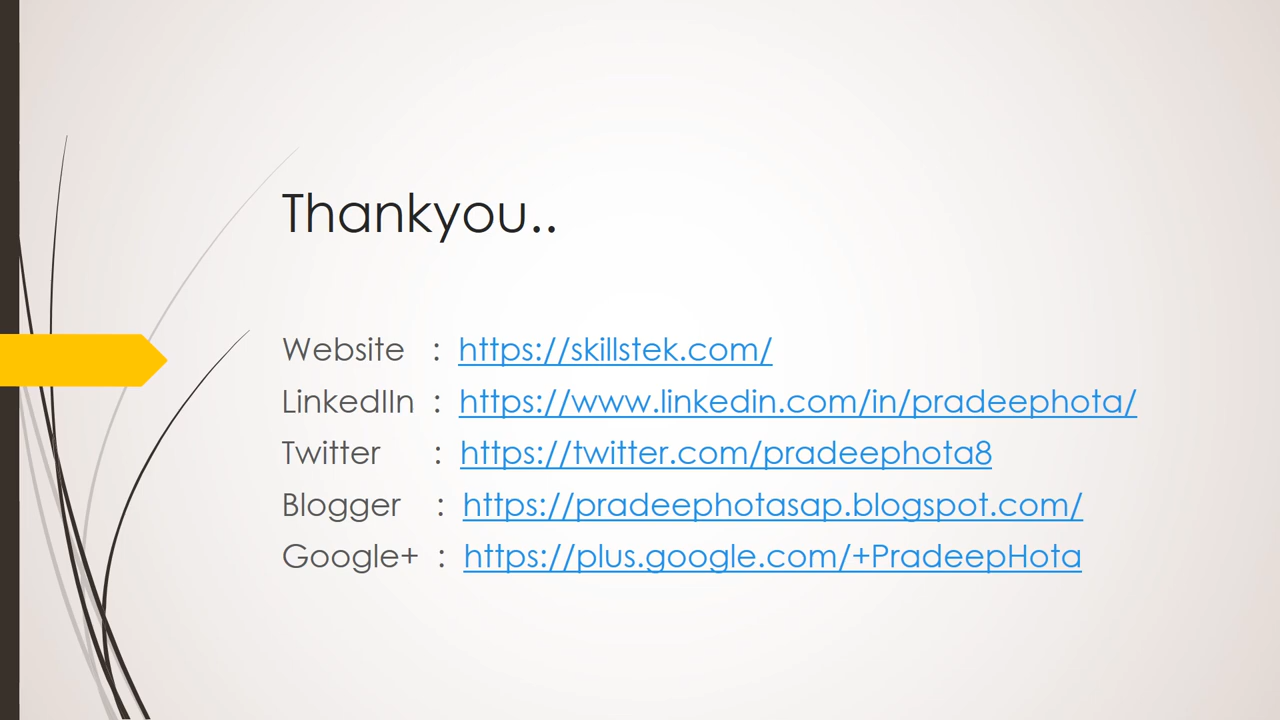 Thankyou..
Website : https://skillstek.com/
LinkedIIn : https://www.linkedin.com/in/pradeephota/
Twitter : https://twitter.com/pradeephota8
Blogger : https://pradeephotasap.blogspot.com/
Google+ : https://plus.google.com/+PradeepHota